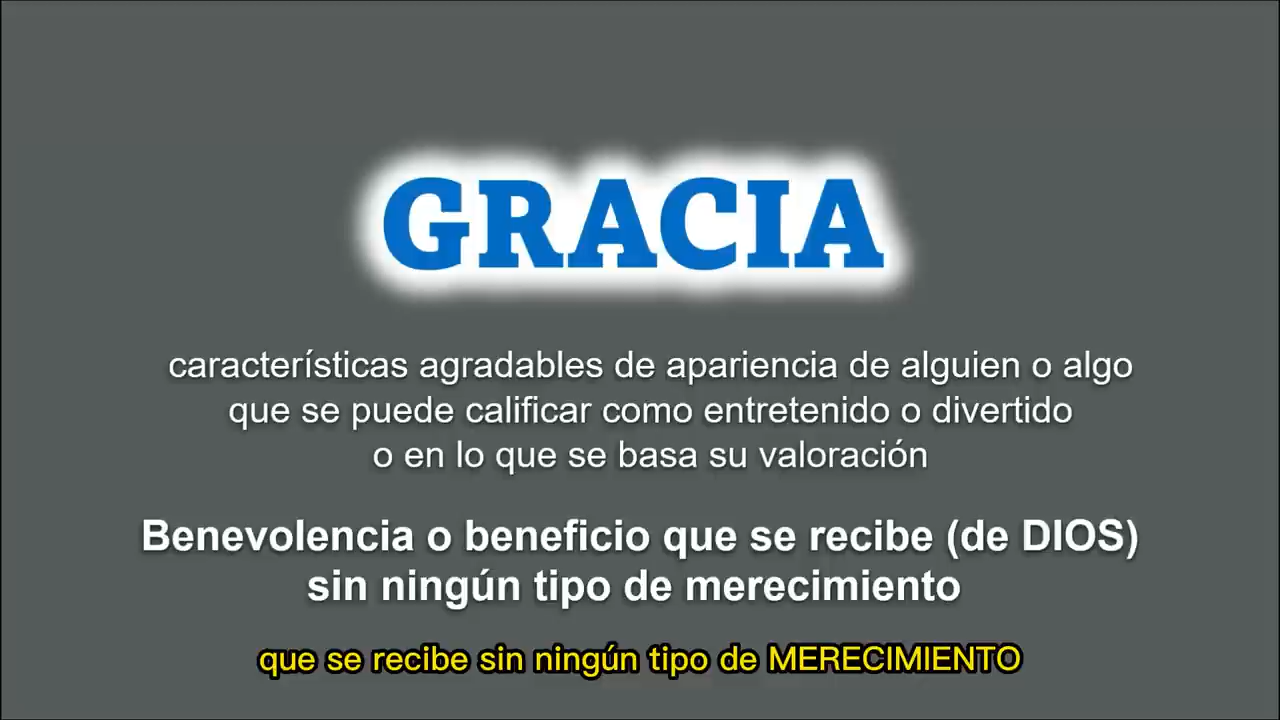 GRACIA
características agradables de apariencia de alguien o algo
que se puede calificar como entretenido o divertido
o en lo que se basa su valoración
Benevolencia o beneficio que se recibe (de DIOS)
sin ningún tipo de merecimiento
que se recibe sin ningún tipo de MERECIMIENTO